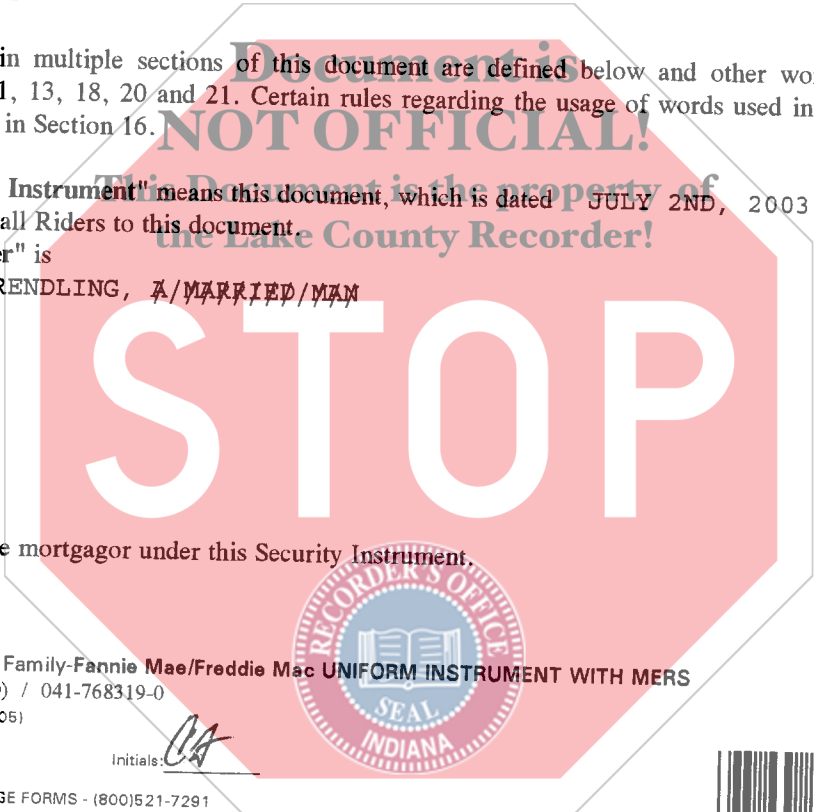 Document is
in multiple sections of this document are defined below and other wo
1, 13, 18, 20 and 21. Certain rules regarding the usage of words used in
in Section 16.
NOT OFFICIAL!
Instrument" means this document, which is dated JULY 2ND, 2003
This Document is the property of
all Riders to this document.
the Lake County Recorder!
er" is
RENDLING, A/MARRIED/MAN
STOP
e mortgagor under this Security Instrument.
RECORDER'S OFFICE
SEAL
INDIANA
Family-Fannie Mae/Freddie Mac UNIFORM INSTRUMENT WITH MERS
) / 041-768319-0
05)
Initials: CA
GE FORMS - (800)521-7291